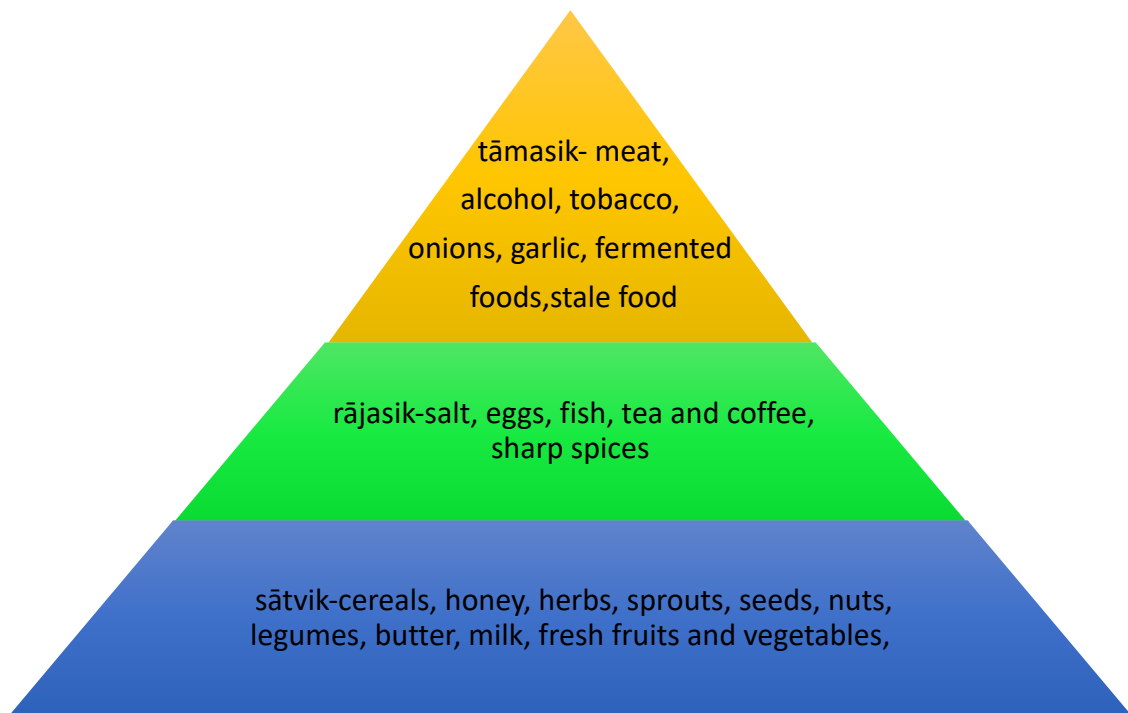 tāmasik- meat,
alcohol, tobacco,
onions, garlic, fermented
foods,stale food
rājasik-salt, eggs, fish, tea and coffee,
sharp spices
sātvik-cereals, honey, herbs, sprouts, seeds, nuts,
legumes, butter, milk, fresh fruits and vegetables,